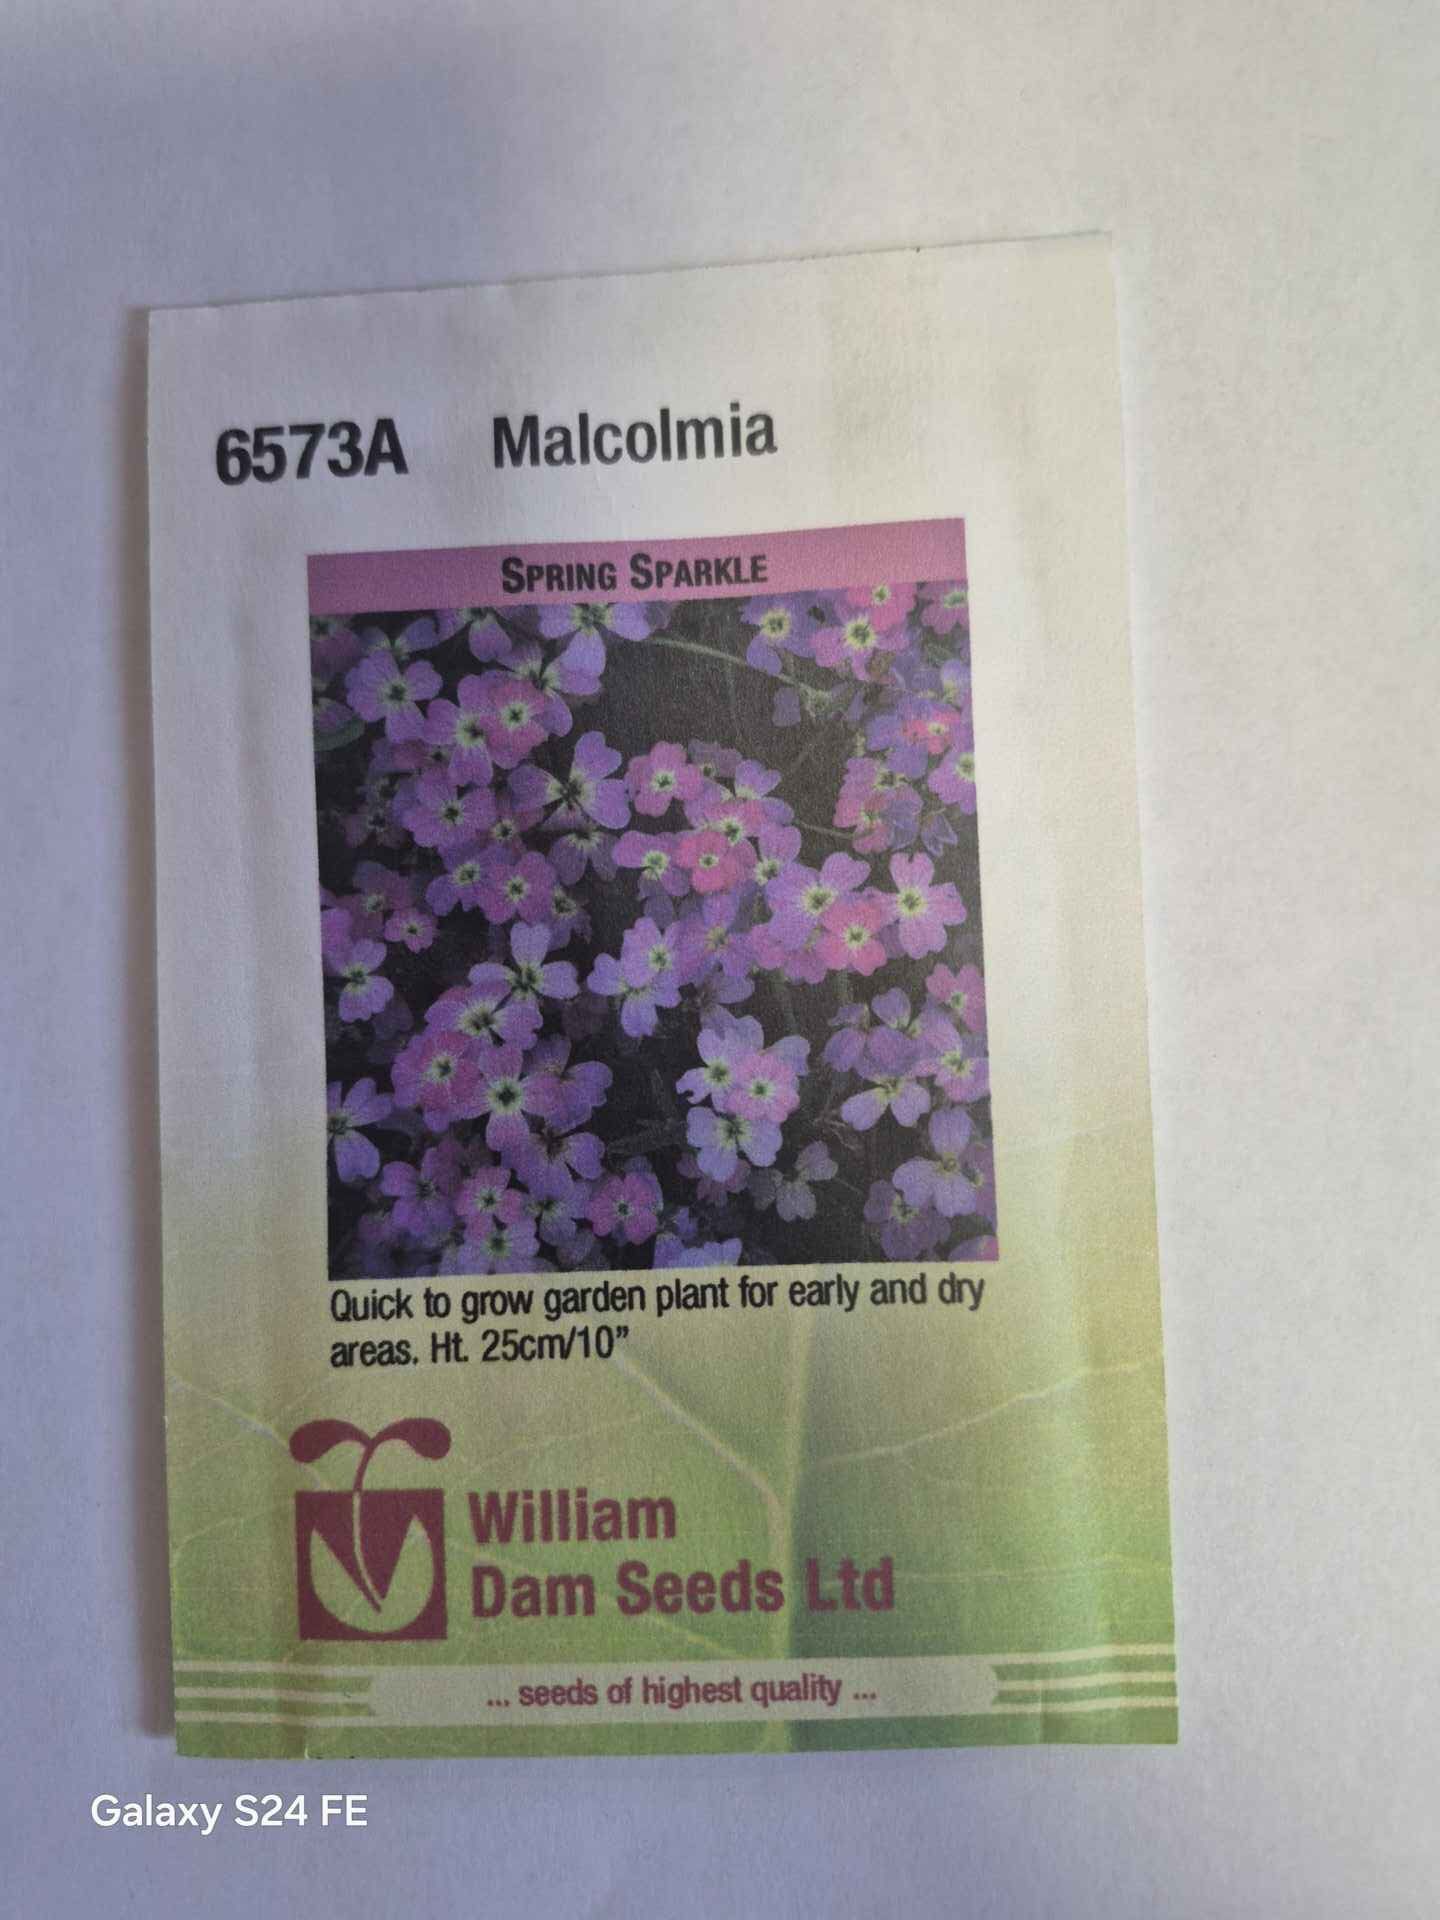 6573A Malcolmia
SPRING SPARKLE
Quick to grow garden plant for early and dry
areas. Ht. 25cm/10”
William
Dam Seeds Ltd
... seeds of highest quality ...
Galaxy S24 FE